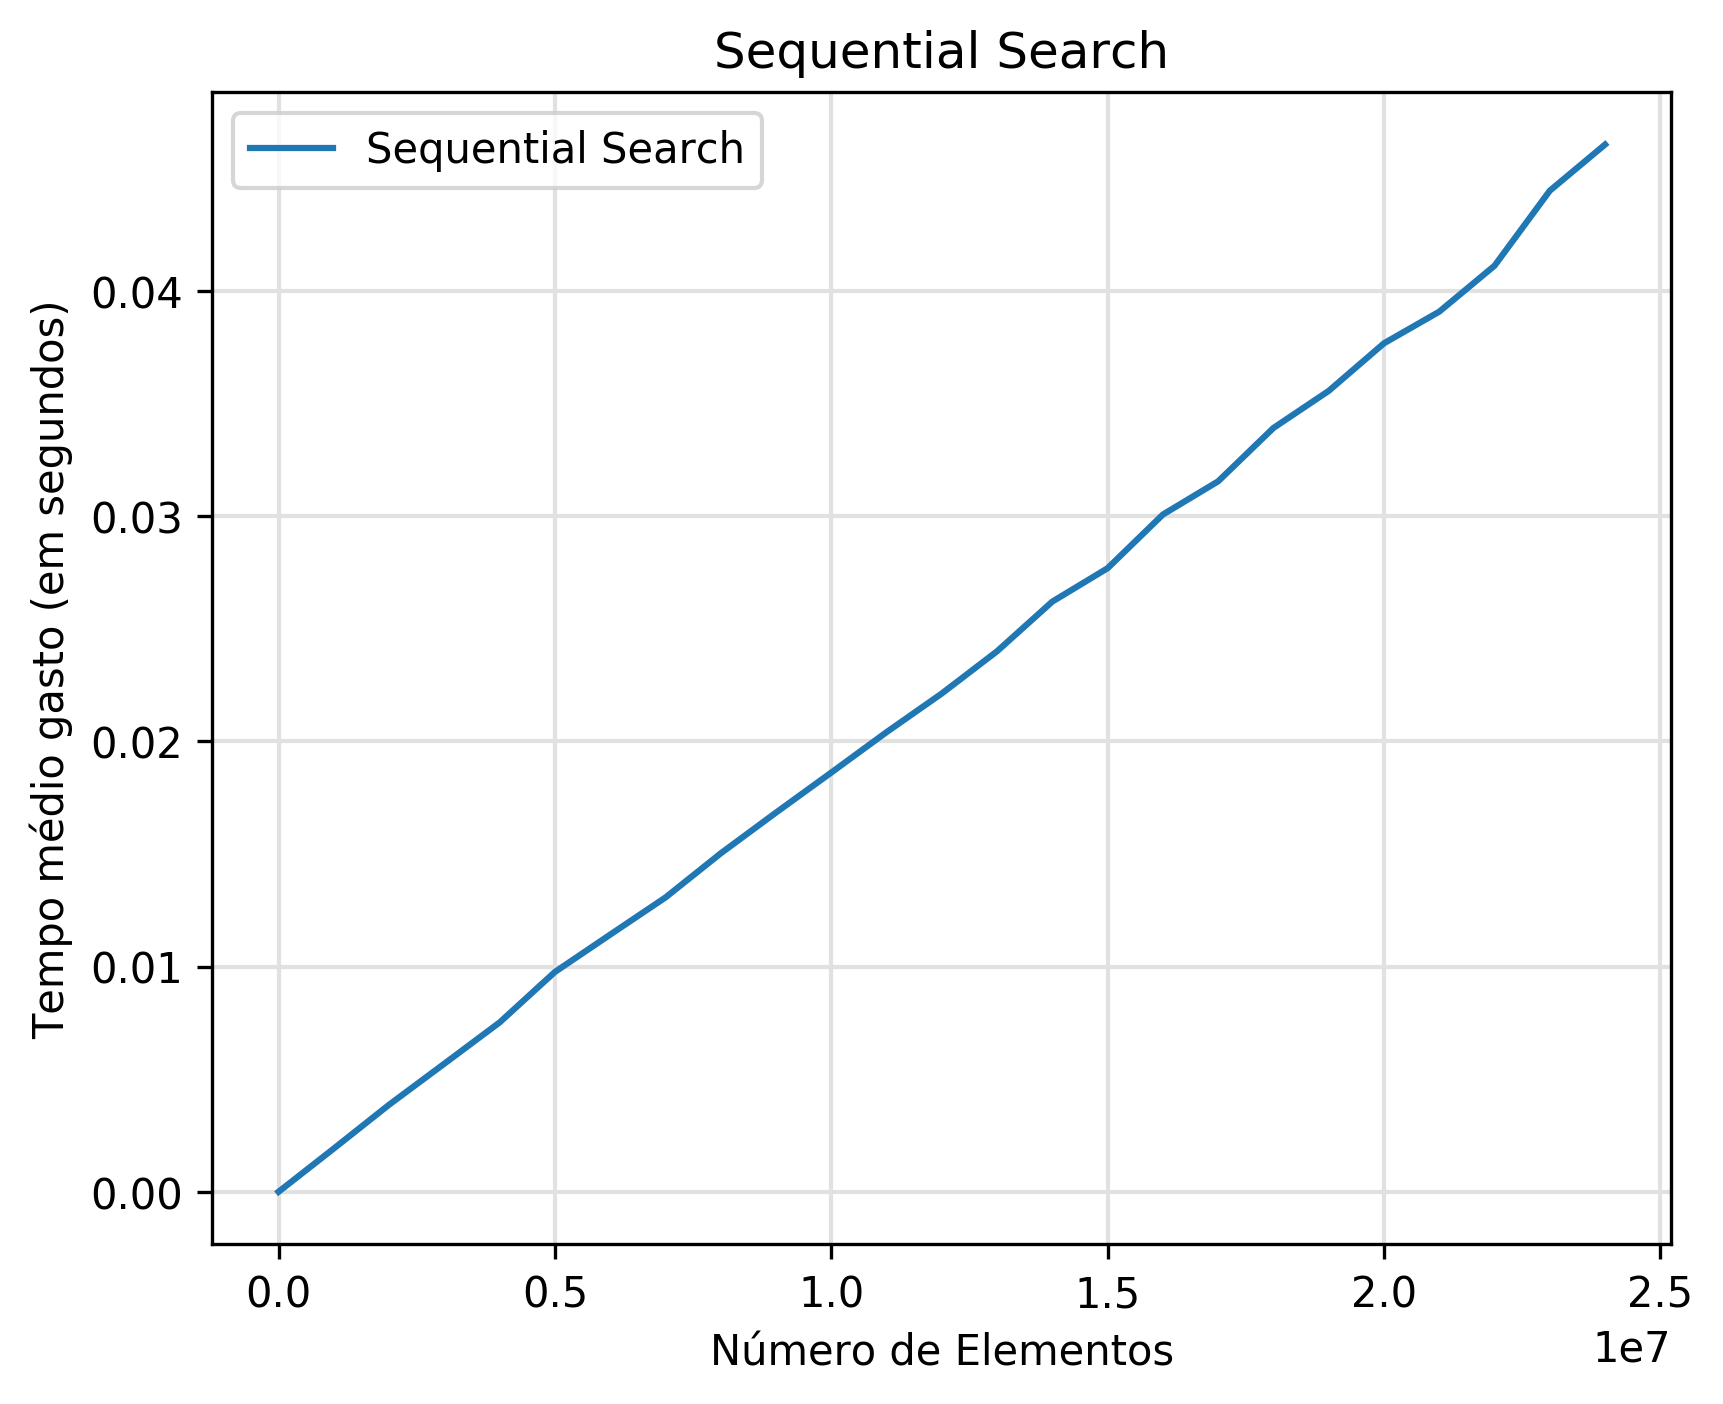 Sequential Search
Sequential Search
Tempo médio gasto (em segundos)
0.04
0.03
0.02
0.01
0.00
0.0 0.5 1.0 1.5 2.0 2.5
1e7
Número de Elementos